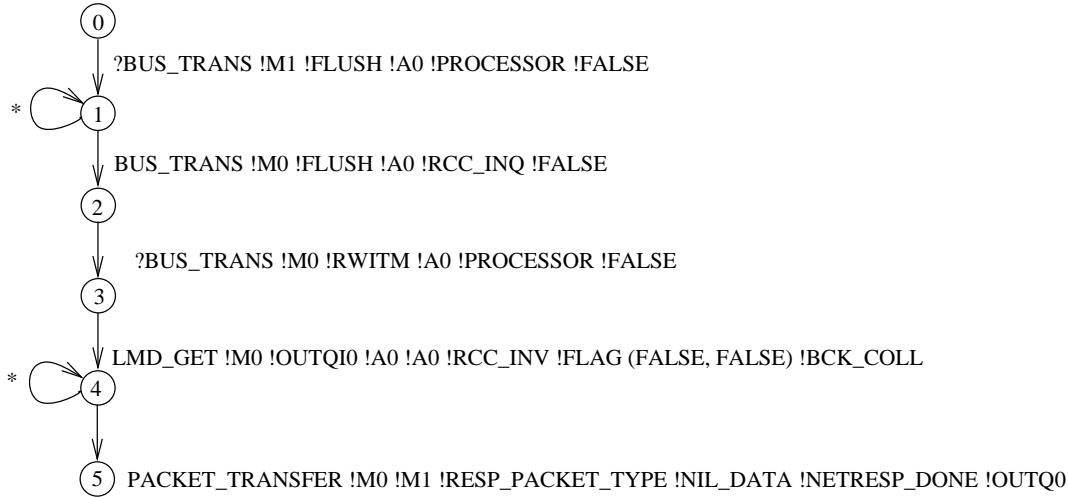 0
?BUS_TRANS !M1 !FLUSH !A0 !PROCESSOR !FALSE
*
1
BUS_TRANS !M0 !FLUSH !A0 !RCC_INQ !FALSE
2
?BUS_TRANS !M0 !RWITM !A0 !PROCESSOR !FALSE
3
LMD_GET !M0 !OUTQI0 !A0 !A0 !RCC_INV !FLAG (FALSE, FALSE) !BCK_COLL
*
4
5 PACKET_TRANSFER !M0 !M1 !RESP_PACKET_TYPE !NIL_DATA !NETRESP_DONE !OUTQ0